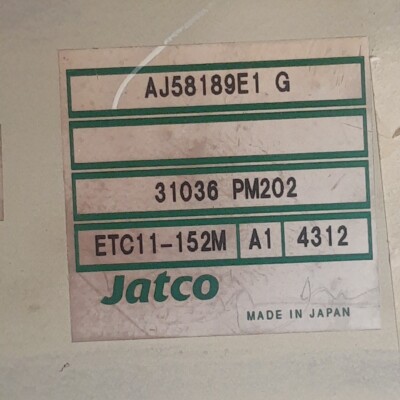 AJ58189E1 G
31036 PM202
ETC11-152M A1 4312
Jatco
MADE IN JAPAN